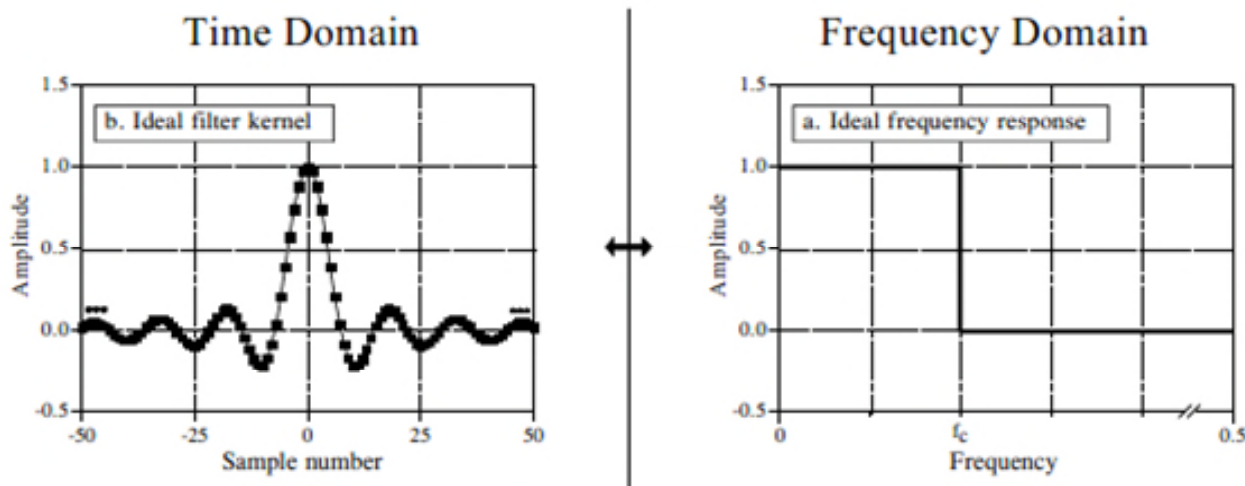 Time Domain
Frequency Domain
b. Ideal filter kernel
1.5
1.0
0.5
0.0
-0.5
Amplitude
-50
-25
0
25
50
Sample number
a. Ideal frequency response
1.5
1.0
0.5
0.0
-0.5
Amplitude
0
fc
0.5
Frequency